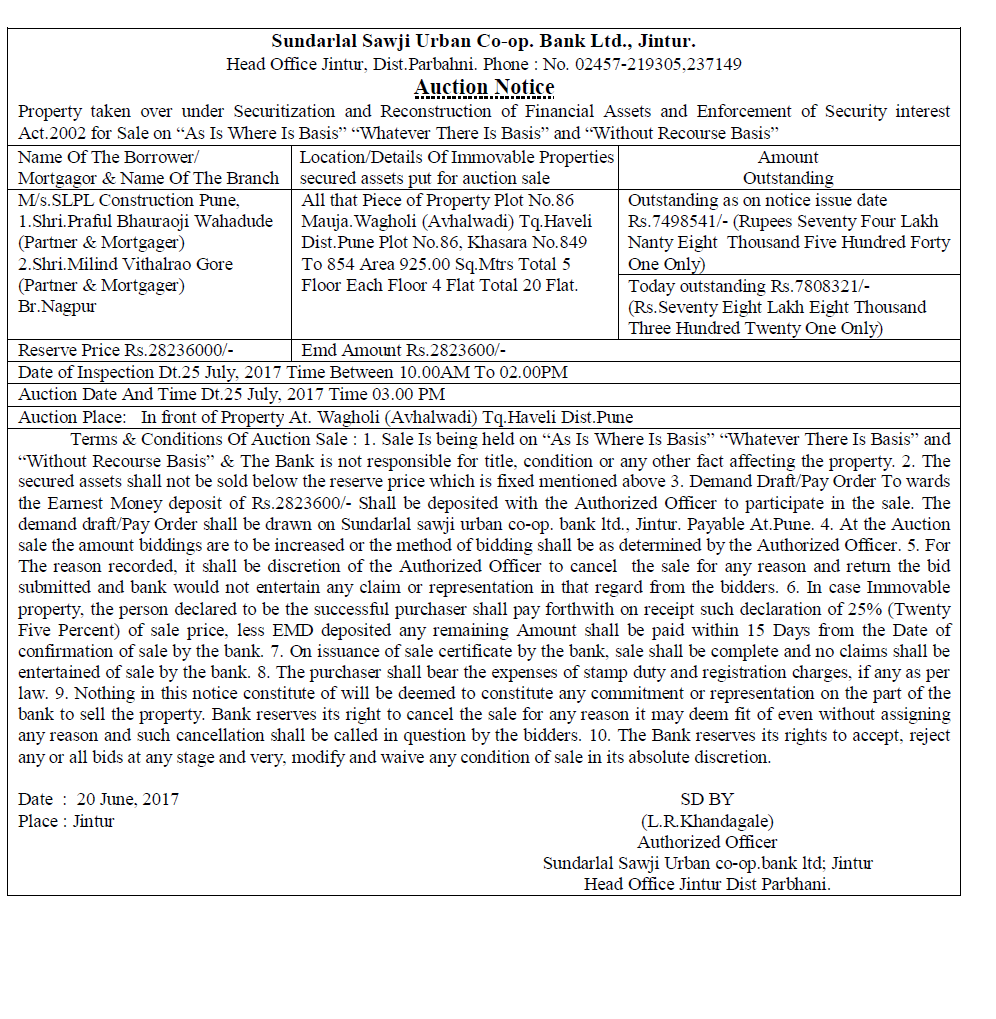 Sundarlal Sawji Urban Co-op. Bank Ltd., Jintur.
Head Office Jintur, Dist.Parbahni. Phone : No. 02457-219305,237149
Auction Notice
Property taken over under Securitization and Reconstruction of Financial Assets and Enforcement of Security interest
Act.2002 for Sale on “As Is Where Is Basis” “Whatever There Is Basis” and “Without Recourse Basis”
Name Of The Borrower/
Mortgagor & Name Of The Branch
Location/Details Of Immovable Properties
secured assets put for auction sale
Amount
Outstanding
M/s.SLPL Construction Pune,
1.Shri.Praful Bhauraoji Wahadude
(Partner & Mortgager)
2.Shri.Milind Vithalrao Gore
(Partner & Mortgager)
Br.Nagpur
All that Piece of Property Plot No.86
Mauja.Wagholi (Avhalwadi) Tq.Haveli
Dist.Pune Plot No.86, Khasara No.849
To 854 Area 925.00 Sq.Mtrs Total 5
Floor Each Floor 4 Flat Total 20 Flat.
Outstanding as on notice issue date
Rs.7498541/- (Rupees Seventy Four Lakh
Nanty Eight Thousand Five Hundred Forty
One Only)
Today outstanding Rs.7808321/-
(Rs.Seventy Eight Lakh Eight Thousand
Three Hundred Twenty One Only)
Reserve Price Rs.28236000/-
Emd Amount Rs.2823600/-
Date of Inspection Dt.25 July, 2017 Time Between 10.00AM To 02.00PM
Auction Date And Time Dt.25 July, 2017 Time 03.00 PM
Auction Place: In front of Property At. Wagholi (Avhalwadi) Tq.Haveli Dist.Pune
Terms & Conditions Of Auction Sale : 1. Sale Is being held on “As Is Where Is Basis” “Whatever There Is Basis” and
“Without Recourse Basis” & The Bank is not responsible for title, condition or any other fact affecting the property. 2. The
secured assets shall not be sold below the reserve price which is fixed mentioned above 3. Demand Draft/Pay Order To wards
the Earnest Money deposit of Rs.2823600/- Shall be deposited with the Authorized Officer to participate in the sale. The
demand draft/Pay Order shall be drawn on Sundarlal sawji urban co-op. bank ltd., Jintur. Payable At.Pune. 4. At the Auction
sale the amount biddings are to be increased or the method of bidding shall be as determined by the Authorized Officer. 5. For
The reason recorded, it shall be discretion of the Authorized Officer to cancel the sale for any reason and return the bid
submitted and bank would not entertain any claim or representation in that regard from the bidders. 6. In case Immovable
property, the person declared to be the successful purchaser shall pay forthwith on receipt such declaration of 25% (Twenty
Five Percent) of sale price, less EMD deposited any remaining Amount shall be paid within 15 Days from the Date of
confirmation of sale by the bank. 7. On issuance of sale certificate by the bank, sale shall be complete and no claims shall be
entertained of sale by the bank. 8. The purchaser shall bear the expenses of stamp duty and registration charges, if any as per
law. 9. Nothing in this notice constitute of will be deemed to constitute any commitment or representation on the part of the
bank to sell the property. Bank reserves its right to cancel the sale for any reason it may deem fit of even without assigning
any reason and such cancellation shall be called in question by the bidders. 10. The Bank reserves its rights to accept, reject
any or all bids at any stage and very, modify and waive any condition of sale in its absolute discretion.
Date : 20 June, 2017
Place : Jintur
SD BY
(L.R.Khandagale)
Authorized Officer
Sundarlal Sawji Urban co-op.bank ltd; Jintur
Head Office Jintur Dist Parbhani.